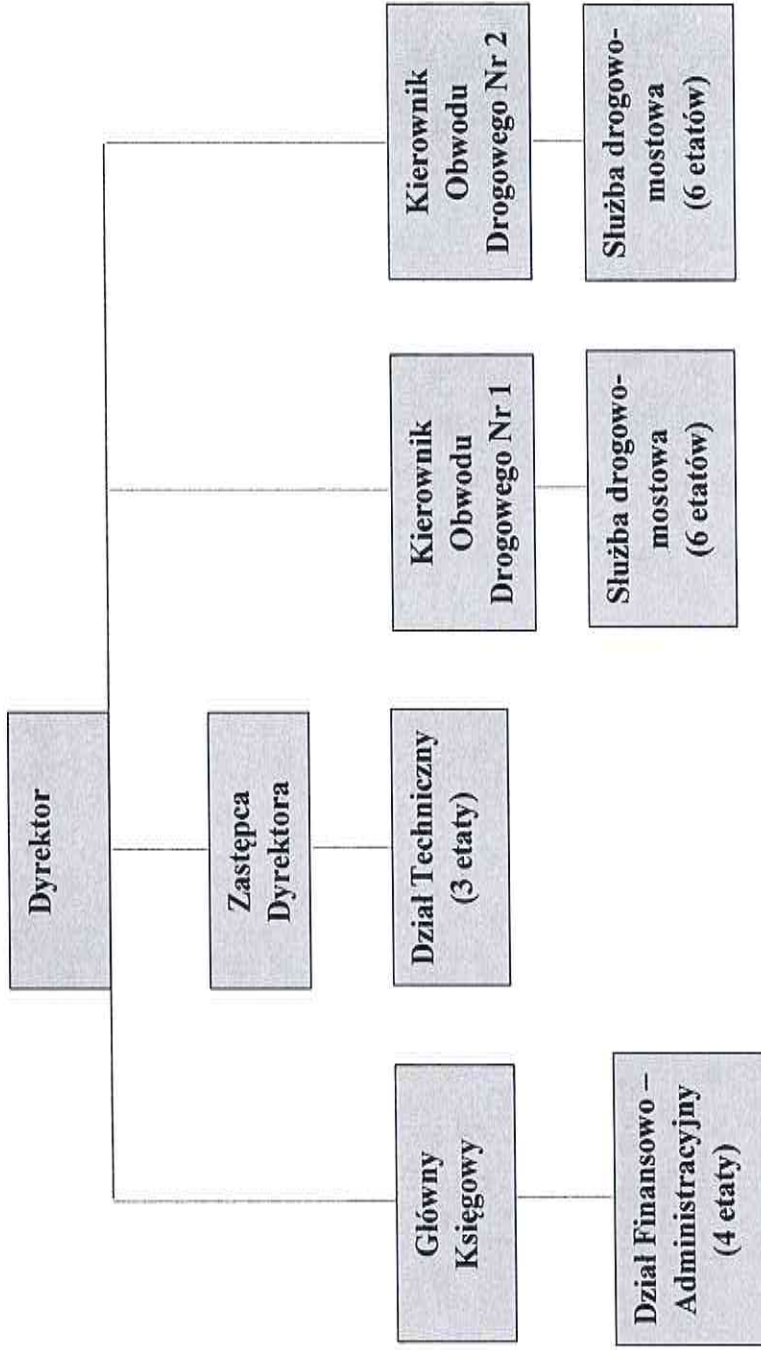 Dyrektor
Zastępca
Dyrektora
Główny
Księgowy
Dział Techniczny
(3 etaty)
Kierownik
Obwodu
Drogowego Nr 1
Kierownik
Obwodu
Drogowego Nr 2
Dział Finansowo –
Administracyjny
(4 etaty)
Służba drogowo-
mostowa
(6 etatów)
Służba drogowo-
mostowa
(6 etatów)